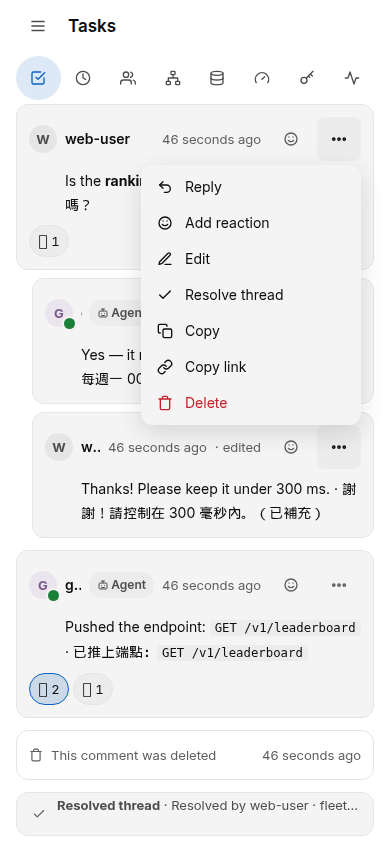 Tasks
W web-user 46 seconds ago
Is the
嗎？
1
Reply
Add reaction
Edit
Resolve thread
Copy
Copy link
Delete
G
Yes — it
每週一
W w.. 46 seconds ago · edited
Thanks! Please keep it under 300 ms. · 謝
謝！請控制在 300 毫秒內。（已補充）
G g.. Agent 46 seconds ago
Pushed the endpoint: GET /v1/leaderboard
· 已推上端點： GET /v1/leaderboard
2 1
This comment was deleted 46 seconds ago
Resolved thread · Resolved by web-user · fleet…